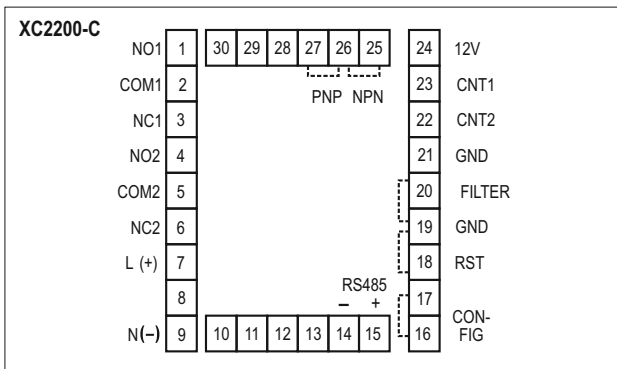 XC2200-C
NO1 1 30 29 28 27 26 25 24 12V
COM1 2 23 CNT1
PNP NPN
NC1 3 22 CNT2
NO2 4 21 GND
COM2 5 20 FILTER
NC2 6 19 GND
L (+) 7 18 RST
RS485
8 – + 17
CON-
FIG
N(–) 9 10 11 12 13 14 15 16